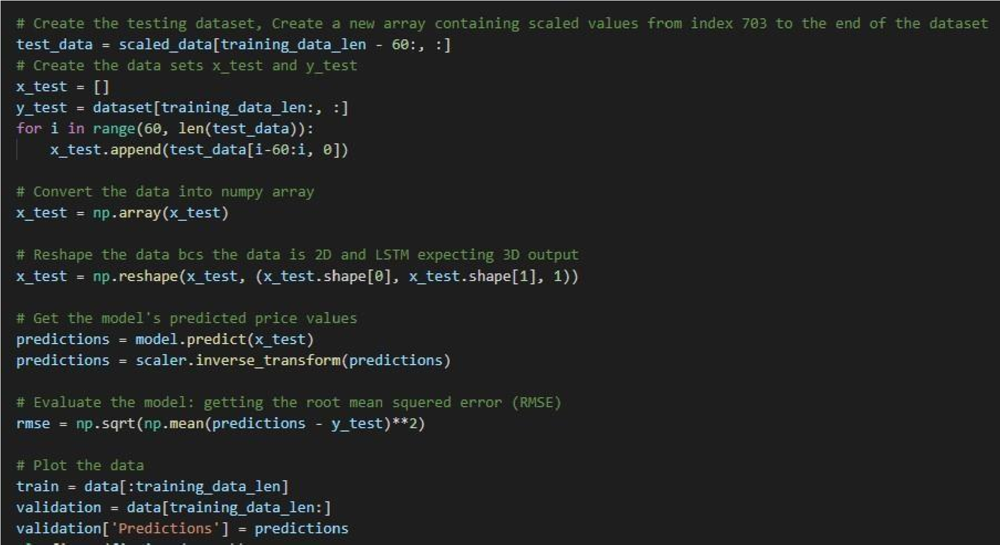 # Create the testing dataset, Create a new array containing scaled values from index 703 to the end of the dataset
test_data = scaled_data[training_data_len - 60:, :]
# Create the data sets x_test and y_test
x_test = []
y_test = dataset[training_data_len:, :]
for i in range(60, len(test_data)):
    x_test.append(test_data[i-60:i, 0])
# Convert the data into numpy array
x_test = np.array(x_test)
# Reshape the data bcs the data is 2D and LSTM expecting 3D output
x_test = np.reshape(x_test, (x_test.shape[0], x_test.shape[1], 1))
# Get the model's predicted price values
predictions = model.predict(x_test)
predictions = scaler.inverse_transform(predictions)
# Evaluate the model: getting the root mean squered error (RMSE)
rmse = np.sqrt(np.mean(predictions - y_test)**2)
# Plot the data
train = data[:training_data_len]
validation = data[training_data_len:]
validation['Predictions'] = predictions